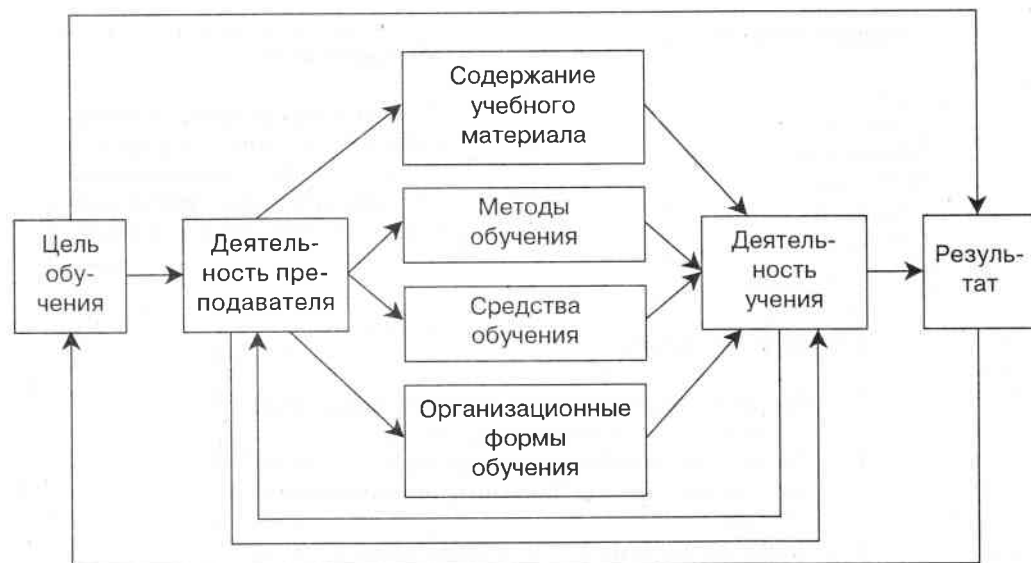 Содержание
учебного
материала
Цель
обу-
чения
Деятель-
ность пре-
подавателя
Методы
обучения
Средства
обучения
Организационные
формы
обучения
Деятель-
ность
учения
Резуль-
тат